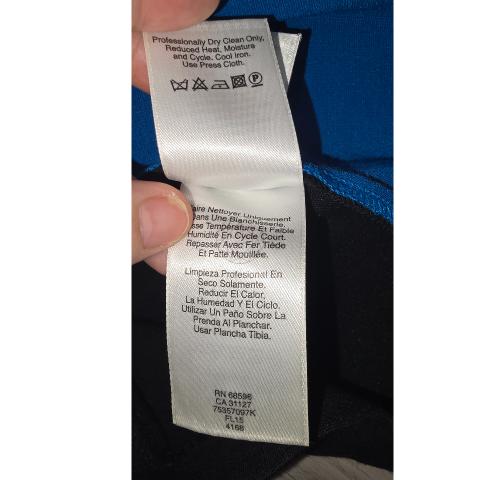 Professionally Dry Clean Only,
Reduced Heat, Moisture
and Cycle. Cool Iron.
Use Press Cloth.
P
aire Nettoyer Uniquement
Dans Une Blanchisserie.
sse Température Et Faible
Humidité En Cycle Court.
Repasser Avec Fer Tiède
Et Patte Mouillée.
Limpieza Profesional En
Seco Solamente.
Reducir El Calor,
La Humedad Y El Ciclo.
Utilizar Un Paño Sobre La
Prenda Al Planchar.
Usar Plancha Tibia.
RN 66596
CA 31127
75357097K
FL15
4168